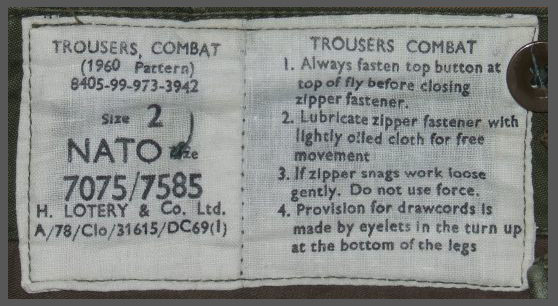 TROUSERS, COMBAT
(1960 Pattern)
8405-99-973-3942
Size 2
NATO Size
7075/7585
H. LOTERY & Co. Ltd.
A/78/Clo/31615/DC69(1)
TROUSERS COMBAT
1. Always fasten top button at
top of fly before closing
zipper fastener.
2. Lubricate zipper fastener with
lightly oiled cloth for free
movement
3. If zipper snags work loose
gently. Do not use force.
4. Provision for drawcords is
made by eyelets in the turn up
at the bottom of the legs